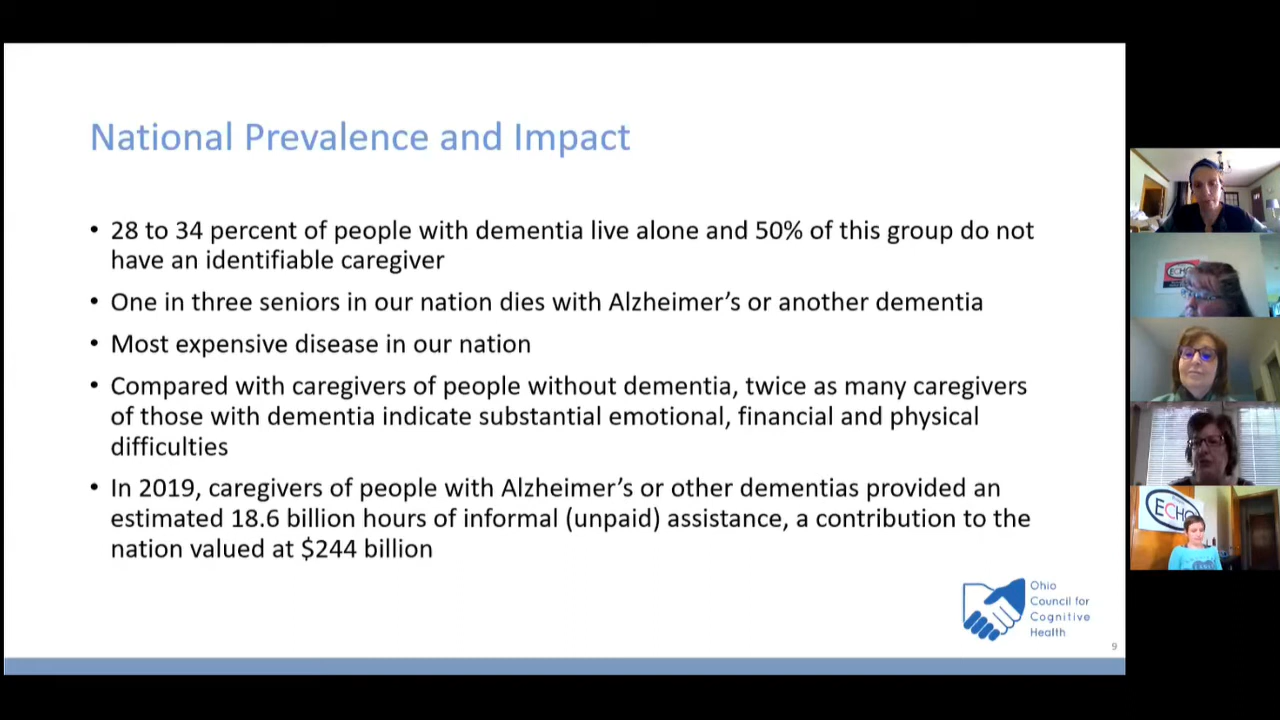 National Prevalence and Impact
• 28 to 34 percent of people with dementia live alone and 50% of this group do not
have an identifiable caregiver
• One in three seniors in our nation dies with Alzheimer's or another dementia
• Most expensive disease in our nation
• Compared with caregivers of people without dementia, twice as many caregivers
of those with dementia indicate substantial emotional, financial and physical
difficulties
• In 2019, caregivers of people with Alzheimer's or other dementias provided an
estimated 18.6 billion hours of informal (unpaid) assistance, a contribution to the
nation valued at $244 billion
Ohio
Council for
Cognitive
Health
9
ECHO
ECHO